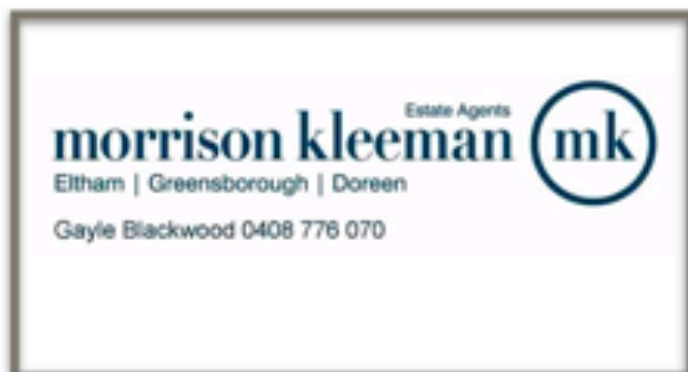 Estate Agents
morrison kleeman mk
Eltham | Greensborough | Doreen
Gayle Blackwood 0408 776 070